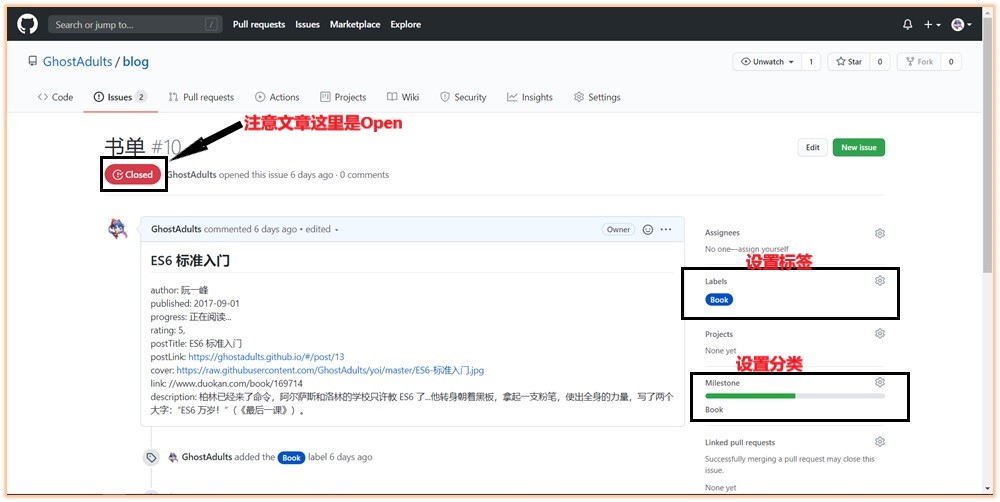 Search or jump to... /
Pull requests Issues Marketplace Explore
GhostAdults / blog
Unwatch 1 Star 0 Fork 0
Code Issues 2 Pull requests Actions Projects Wiki Security Insights Settings
注意文章这里是Open
书单 #10
Edit New issue
Closed GhostAdults opened this issue 6 days ago · 0 comments
GhostAdults commented 6 days ago • edited
Owner
ES6 标准入门
author: 阮一峰
published: 2017-09-01
progress: 正在阅读...
rating: 5,
postTitle: ES6 标准入门
postLink: https://ghostadults.github.io/#/post/13
cover: https://raw.githubusercontent.com/GhostAdults/yoi/master/ES6-标准入门.jpg
link: //www.duokan.com/book/169714
description: 柏林已经来了命令，阿尔萨斯和洛林的学校只许教 ES6 了...他转身朝着黑板，拿起一支粉笔，使出全身的力量，写了两个
大字：“ES6 万岁！”（《最后一课》）。
GhostAdults added the Book label 6 days ago
Assignees
No one—assign yourself
设置标签
Labels
Book
Projects
None yet
设置分类
Milestone
Book
Linked pull requests
Successfully merging a pull request may close this
issue.
None yet